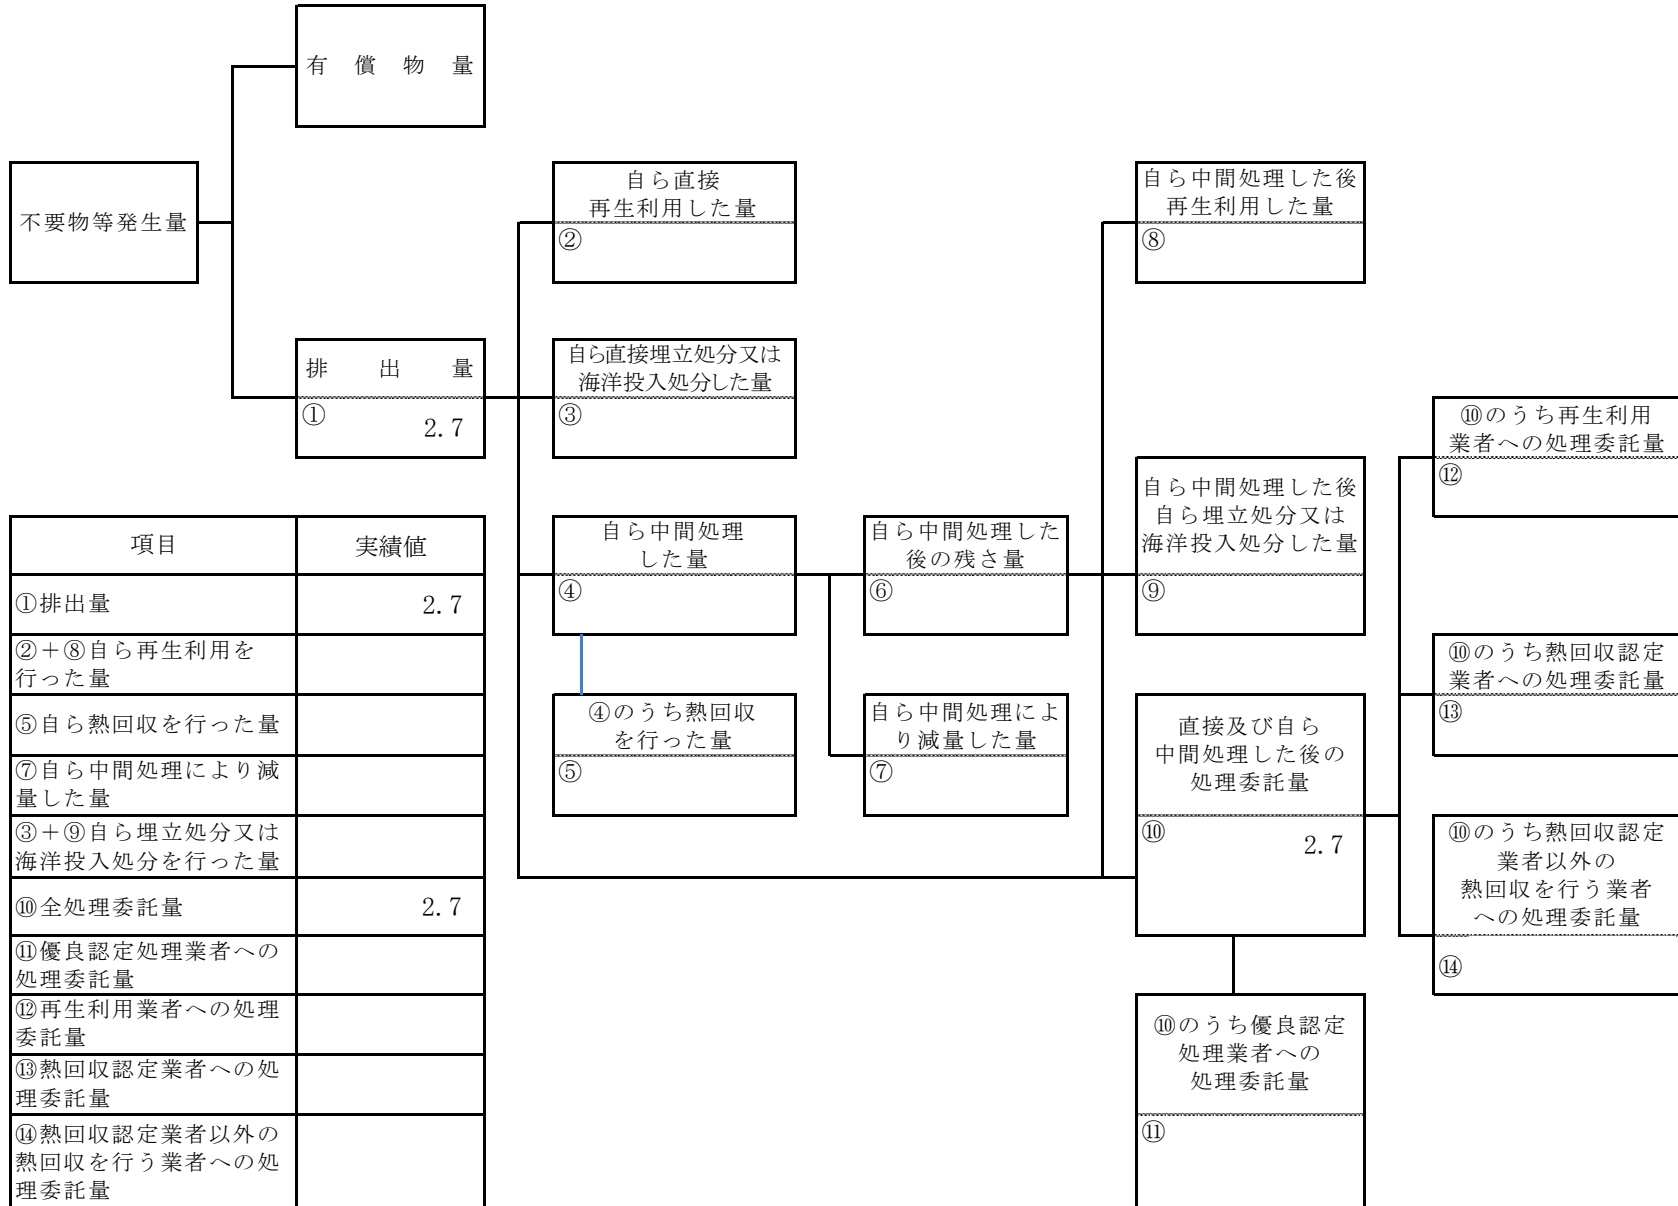 有償物量
不要物等発生量
自ら直接
再生利用した量
②
自ら中間処理した後
再生利用した量
⑧
排出量
①
2.7
自ら直接埋立処分又は
海洋投入処分した量
③
⑩のうち再生利用
業者への処理委託量
⑫
自ら中間処理した後
自ら埋立処分又は
海洋投入処分した量
⑨
自ら中間処理
した量
④
自ら中間処理した
後の残さ量
⑥
⑩のうち熱回収認定
業者への処理委託量
⑬
④のうち熱回収
を行った量
⑤
自ら中間処理によ
り減量した量
⑦
直接及び自ら
中間処理した後の
処理委託量
⑩
2.7
⑩のうち熱回収認定
業者以外の
熱回収を行う業者
への処理委託量
⑭
⑩のうち優良認定
処理業者への
処理委託量
⑪
項目 実績値
①排出量 2.7
②＋⑧自ら再生利用を
行った量
⑤自ら熱回収を行った量
⑦自ら中間処理により減
量した量
③＋⑨自ら埋立処分又は
海洋投入処分を行った量
⑩全処理委託量 2.7
⑪優良認定処理業者への
処理委託量
⑫再生利用業者への処理
委託量
⑬熱回収認定業者への処
理委託量
⑭熱回収認定業者以外の
熱回収を行う業者への処
理委託量